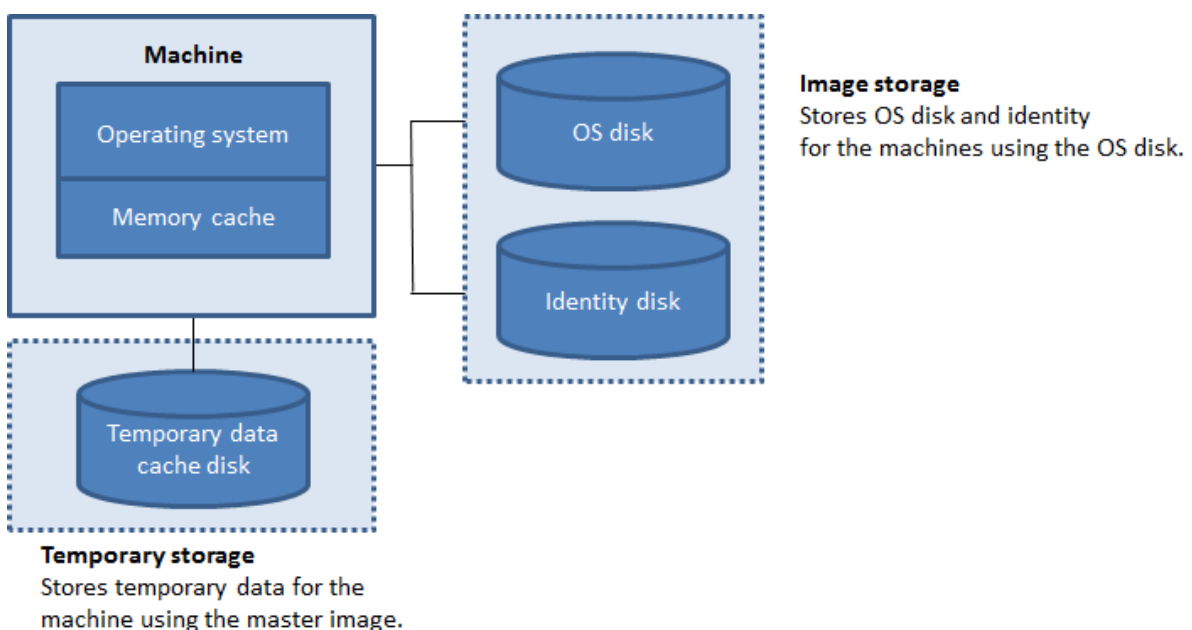 Machine
Operating system
Memory cache
OS disk
Identity disk
Image storage
Stores OS disk and identity
for the machines using the OS disk.
Temporary data
cache disk
Temporary storage
Stores temporary data for the
machine using the master image.